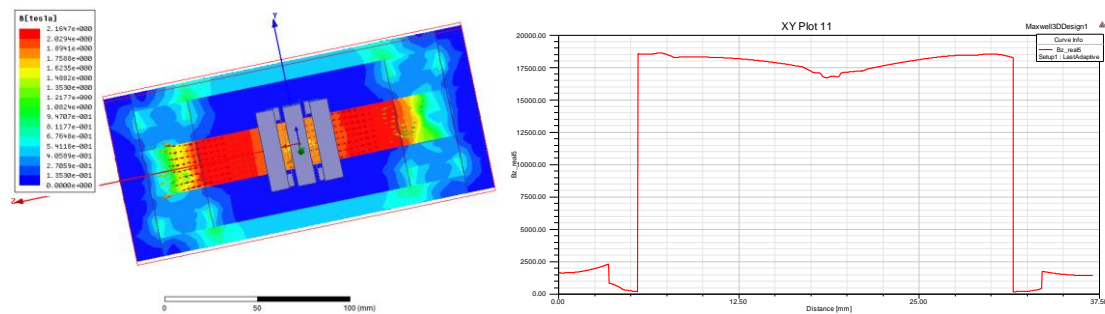 B[tesla]
2.1647e+000
2.0294e+000
1.8941e+000
1.7588e+000
1.6235e+000
1.4882e+000
1.3530e+000
1.2177e+000
1.0824e+000
9.4707e-001
8.1177e-001
6.7648e-001
5.4118e-001
4.0589e-001
2.7059e-001
1.3530e-001
0.0000e+000
Y
Z
0 50 100 (mm)
XY Plot 11
Maxwell3DDesign1
Curve Info
Bz_real5
Setup1 : LastAdaptive
Bz_real5
20000.00
17500.00
15000.00
12500.00
10000.00
7500.00
5000.00
2500.00
0.00
0.00 12.50 25.00 37.50
Distance [mm]